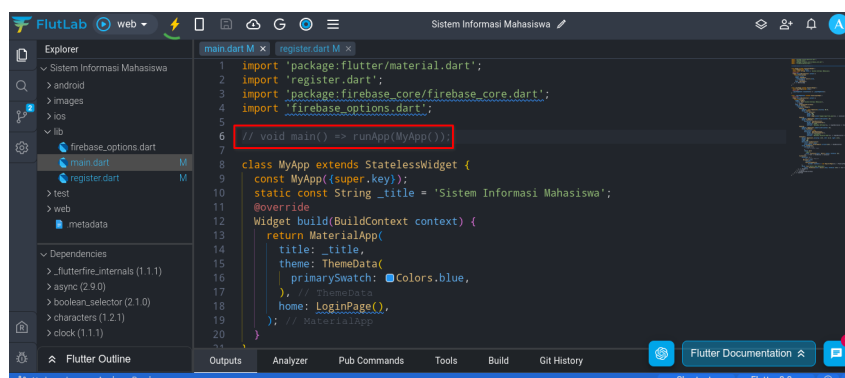 FlutLab web Sistem Informasi Mahasiswa A
Explorer
Sistem Informasi Mahasiswa
android
images
ios
lib
firebase_options.dart
main.dart M
register.dart M
test
web
.metadata
Dependencies
_flutterfire_internals (1.1.1)
async (2.9.0)
boolean_selector (2.1.0)
characters (1.2.1)
clock (1.1.1)
Flutter Outline
2
main.dart M × register.dart M ×
1 import 'package:flutter/material.dart';
2 import 'register.dart';
3 import 'package:firebase_core/firebase_core.dart';
4 import 'firebase_options.dart';
5
6 // void main() => runApp(MyApp());
7
8 class MyApp extends StatelessWidget {
9 const MyApp({super.key});
10 static const String _title = 'Sistem Informasi Mahasiswa';
11 @override
12 Widget build(BuildContext context) {
13 return MaterialApp(
14 title: _title,
15 theme: ThemeData(
16 primarySwatch: Colors.blue,
17 ), // ThemeData
18 home: LoginPage(),
19 ); // MaterialApp
20 }
Outputs Analyzer Pub Commands Tools Build Git History
Flutter Documentation